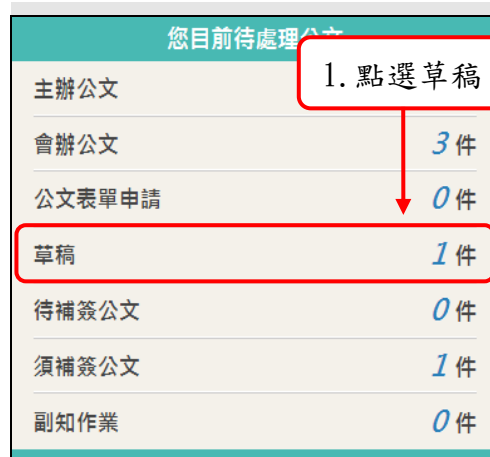 您目前待處理公文
1.點選草稿
主辦公文
會辦公文 3 件
公文表單申請 0 件
草稿 1 件
待補簽公文 0 件
須補簽公文 1 件
副知作業 0 件